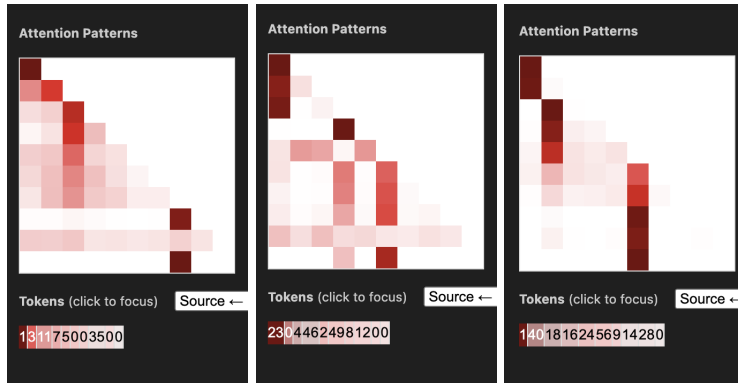 Attention Patterns
Tokens (click to focus) Source ←
131175003500
Attention Patterns
Tokens (click to focus) Source ←
23044624981200
Attention Patterns
Tokens (click to focus) Source ←
14018162456914280